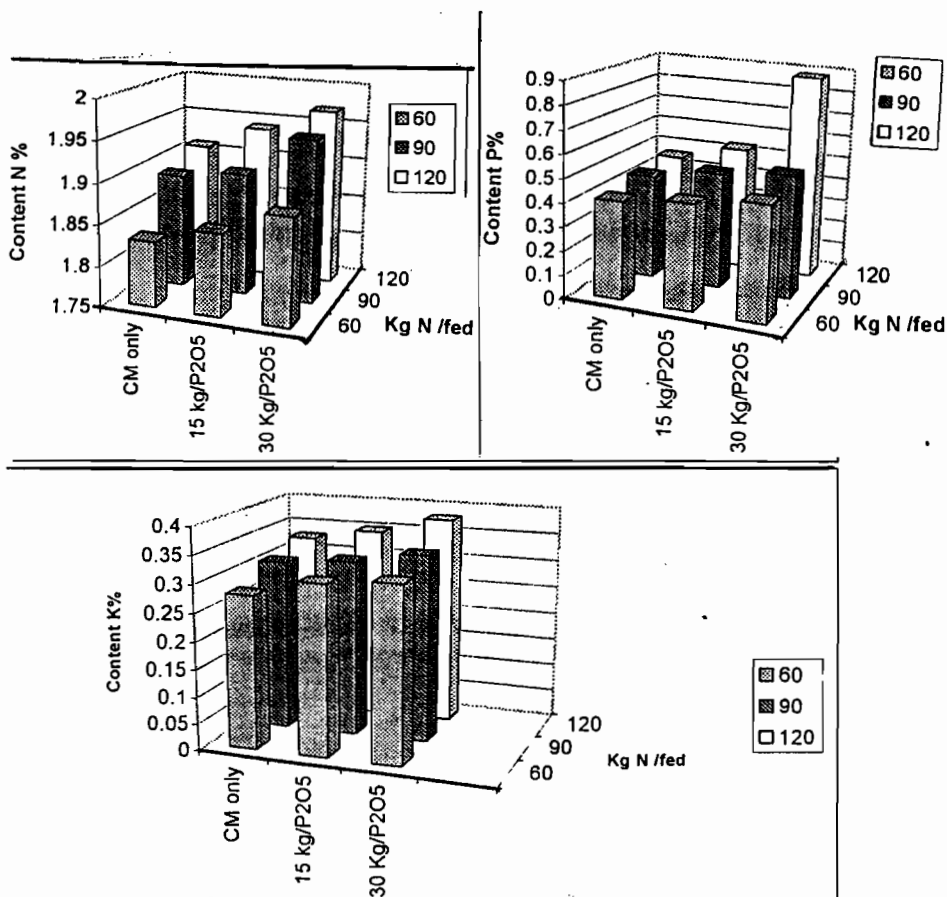 Content N %
2
1.95
1.9
1.85
1.8
1.75
CM only
15 kg/P2O5
30 Kg/P2O5
60
90
120
Kg N /fed
60
90
120
Content P%
0.9
0.8
0.7
0.6
0.5
0.4
0.3
0.2
0.1
0
CM only
15 kg/P2O5
30 Kg/P2O5
60
90
120
Kg N /fed
60
90
120
Content K%
0.4
0.35
0.3
0.25
0.2
0.15
0.1
0.05
0
CM only
15 kg/P2O5
30 Kg/P2O5
60
90
120
Kg N /fed
60
90
120